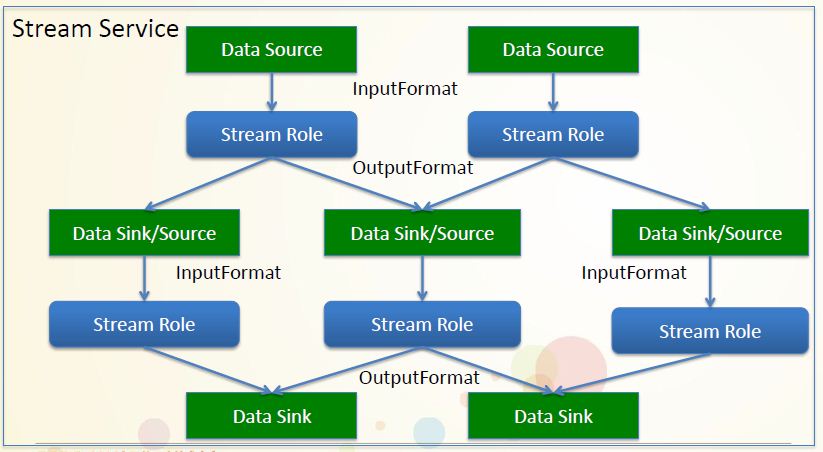 Stream Service
Data Source
Data Source
InputFormat
Stream Role
Stream Role
OutputFormat
Data Sink/Source
Data Sink/Source
Data Sink/Source
InputFormat
InputFormat
Stream Role
Stream Role
Stream Role
OutputFormat
Data Sink
Data Sink